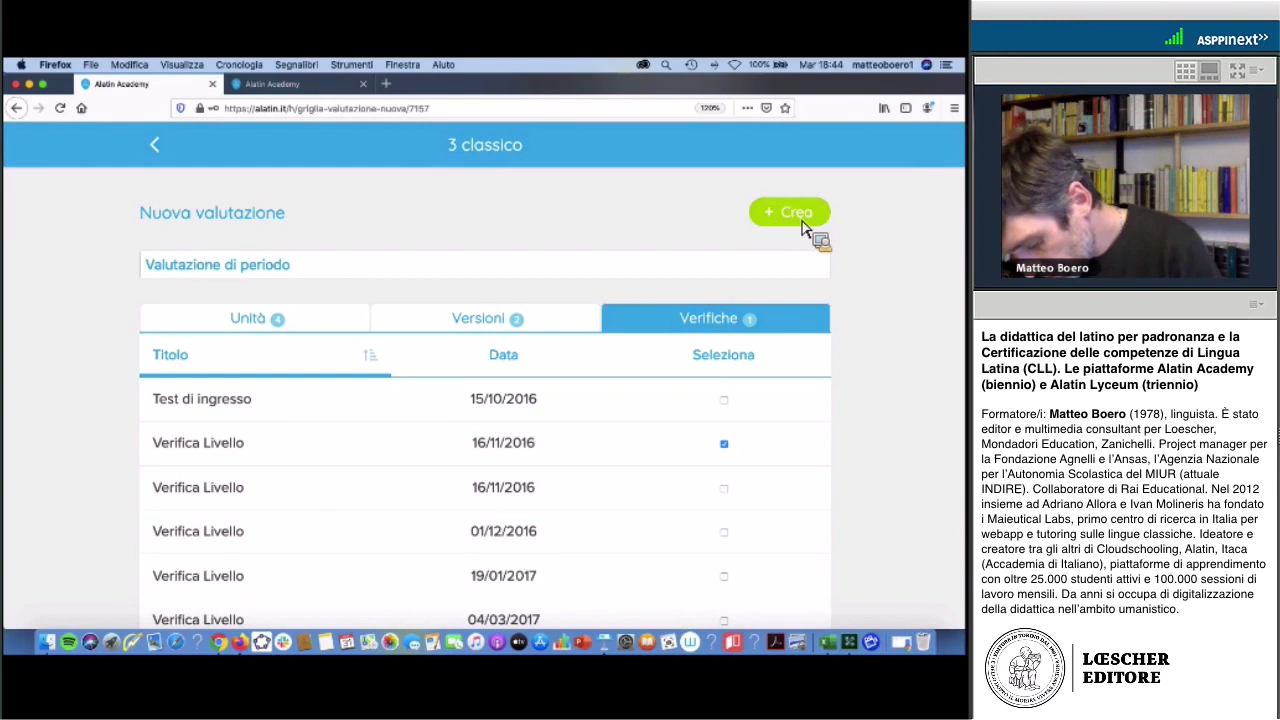 Firefox File Modifica Visualizza Cronologia Segnalibri Strumenti Finestra Aiuto 100% Mar 18:44 matteoboero1
Alatin Academy × Alatin Academy × +
https://alatin.it/h/griglia-valutazione-nuova/7157 120%
3 classico
Nuova valutazione
+ Crea
Valutazione di periodo
Unità 4 Versioni 2 Verifiche 1
Titolo Data Seleziona
Test di ingresso 15/10/2016
Verifica Livello 16/11/2016
Verifica Livello 16/11/2016
Verifica Livello 01/12/2016
Verifica Livello 19/01/2017
Verifica Livello 04/03/2017
ASPPInext>>
Matteo Boero
La didattica del latino per padronanza e la
Certificazione delle competenze di Lingua
Latina (CLL). Le piattaforme Alatin Academy
(biennio) e Alatin Lyceum (triennio)
Formatore/i: Matteo Boero (1978), linguista. È stato
editor e multimedia consultant per Loescher,
Mondadori Education, Zanichelli. Project manager per
la Fondazione Agnelli e l'Ansas, l'Agenzia Nazionale
per l'Autonomia Scolastica del MIUR (attuale
INDIRE). Collaboratore di Rai Educational. Nel 2012
insieme ad Adriano Allora e Ivan Molineris ha fondato
i Maieutical Labs, primo centro di ricerca in Italia per
webapp e tutoring sulle lingue classiche. Ideatore e
creatore tra gli altri di Cloudschooling, Alatin, Itaca
(Accademia di Italiano), piattaforme di apprendimento
con oltre 25.000 studenti attivi e 100.000 sessioni di
lavoro mensili. Da anni si occupa di digitalizzazione
della didattica nell'ambito umanistico.
LŒSCHER
EDITORE